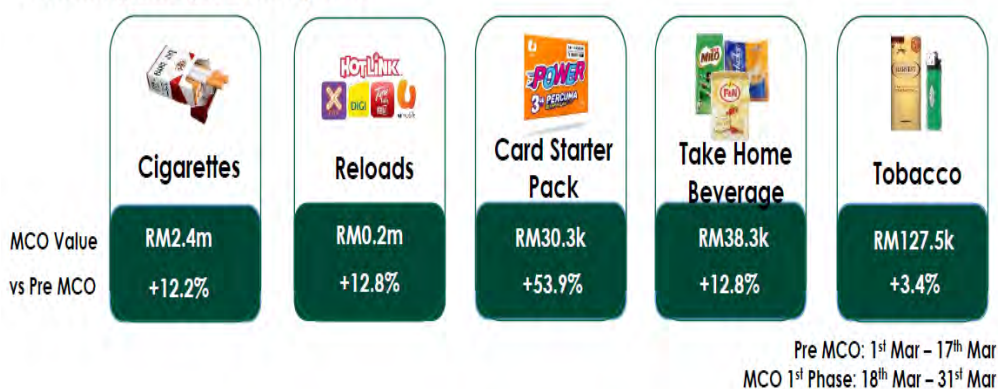 HOTLINK
X
DiGi
Tune Talk
U
POWER
3 PERCUMA
MILO
F&N
Cigarettes
Reloads
Card Starter
Pack
Take Home
Beverage
Tobacco
MCO Value
RM2.4m
RM0.2m
RM30.3k
RM38.3k
RM127.5k
vs Pre MCO
+12.2%
+12.8%
+53.9%
+12.8%
+3.4%
Pre MCO: 1st Mar – 17th Mar
MCO 1st Phase: 18th Mar – 31st Mar